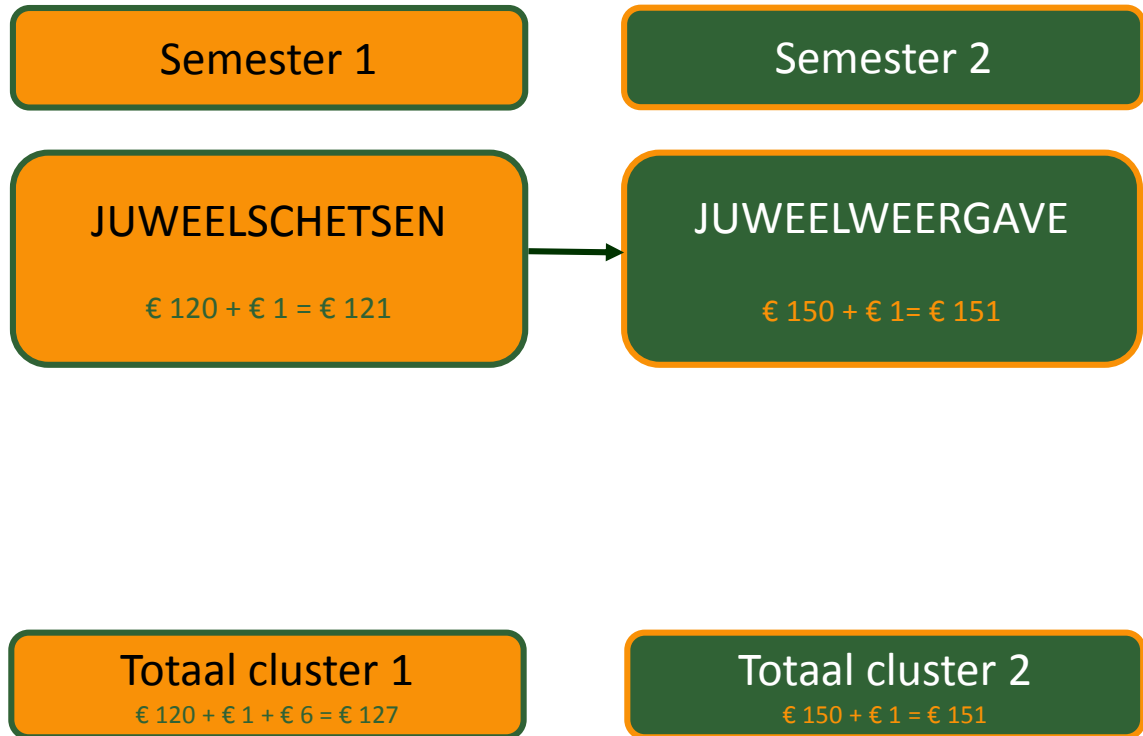 Semester 1
Semester 2
JUWEELSCHETSEN
€ 120 + € 1 = € 121
JUWEELWEERGAVE
€ 150 + € 1= € 151
Totaal cluster 1
€ 120 + € 1 + € 6 = € 127
Totaal cluster 2
€ 150 + € 1 = € 151